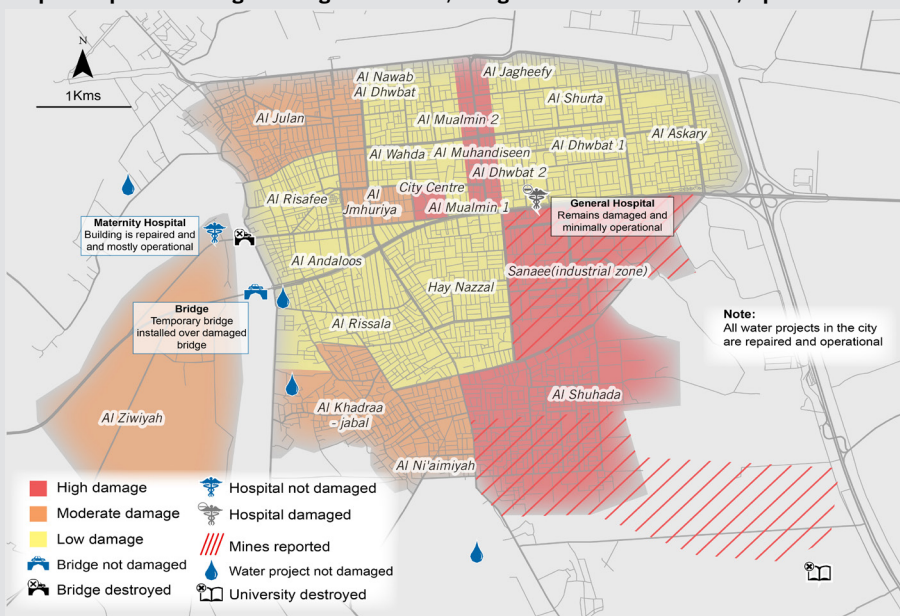 N
1Kms
Al Nawab
Al Dhwbat
Al Jagheefy
Al Julan
Al Mualmin 2
Al Shurta
Al Wahda
Al Muhandiseen
Al Dhwbat 1
Al Askary
Al Dhwbat 2
Al Risafee
Al
Jmhuriya
City Centre
Al Mualmin 1
General Hospital
Remains damaged and
minimally operational
Maternity Hospital
Building is repaired and
and mostly operational
Al Andaloos
Hay Nazzal
Sanaee(industrial zone)
Bridge
Temporary bridge
installed over damaged
bridge
Al Rissala
Note:
All water projects in the city
are repaired and operational
Al Ziwiyah
Al Khadraa
- jabal
Al Shuhada
Al Ni'aimiyah
High damage
Moderate damage
Low damage
Bridge not damaged
Bridge destroyed
Hospital not damaged
Hospital damaged
Mines reported
Water project not damaged
University destroyed